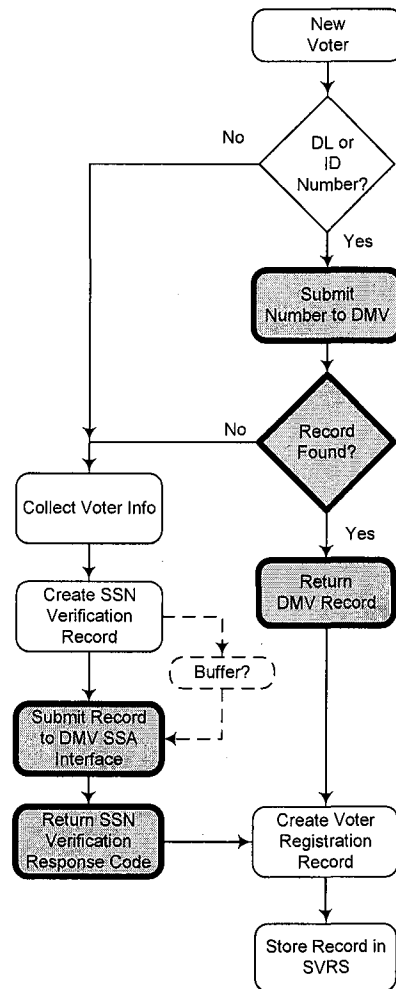 New
Voter
No
DL or
ID
Number?
Yes
Submit
Number to DMV
No
Record
Found?
Collect Voter Info
Yes
Return
DMV Record
Create SSN
Verification
Record
Buffer?
Submit Record
to DMV SSA
Interface
Return SSN
Verification
Response Code
Create Voter
Registration
Record
Store Record in
SVRS